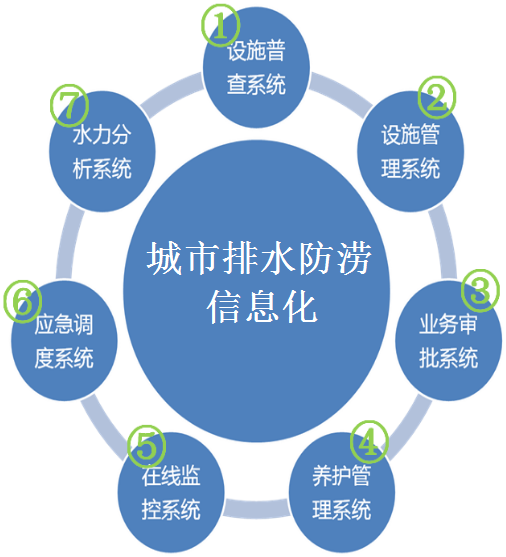 ①
设施普
查系统
②
设施管
理系统
③
业务审
批系统
④
养护管
理系统
⑤
在线监
控系统
⑥
应急调
度系统
⑦
水力分
析系统
城市排水防涝
信息化